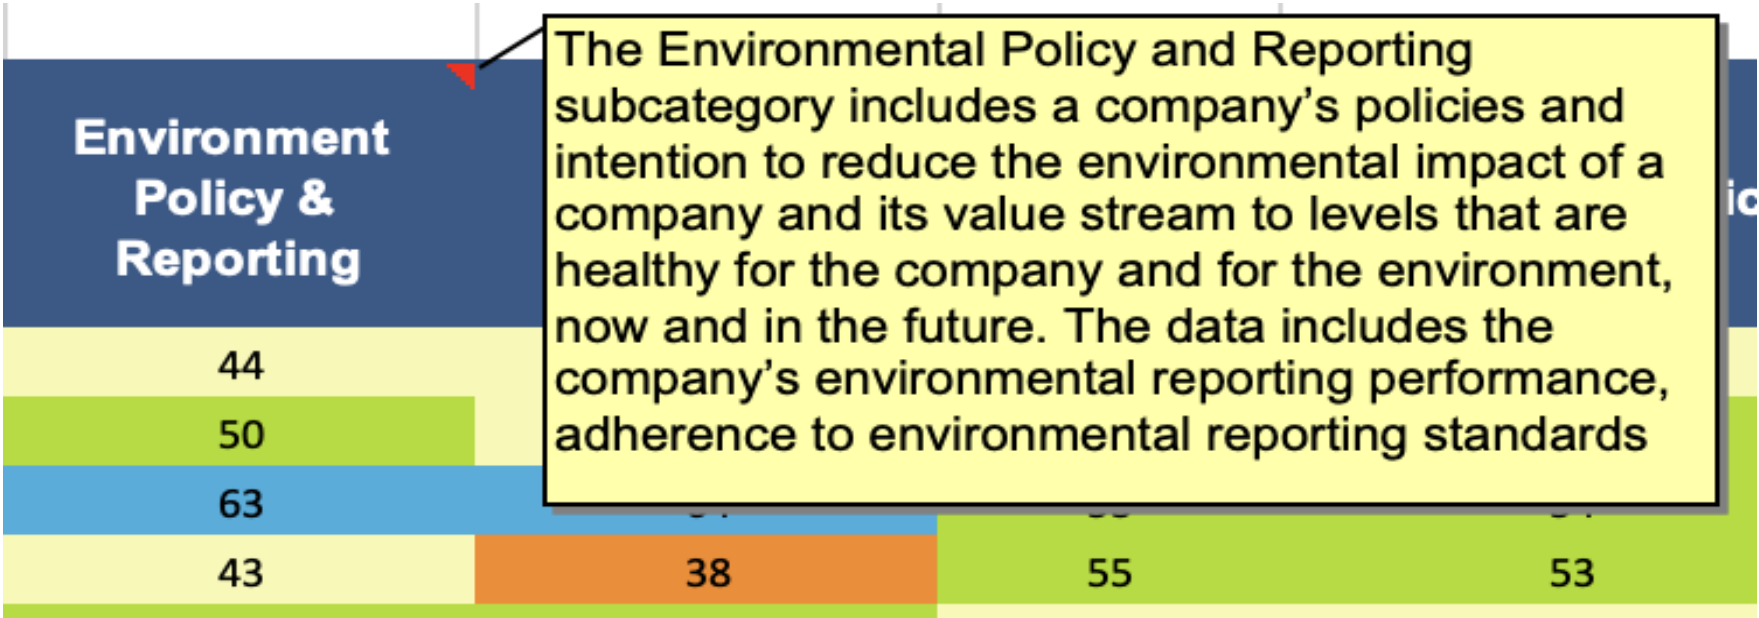 Environment
Policy &
Reporting
The Environmental Policy and Reporting
subcategory includes a company’s policies and
intention to reduce the environmental impact of a
company and its value stream to levels that are
healthy for the company and for the environment,
now and in the future. The data includes the
company’s environmental reporting performance,
adherence to environmental reporting standards
ic
44
50
63
43 38 55 53